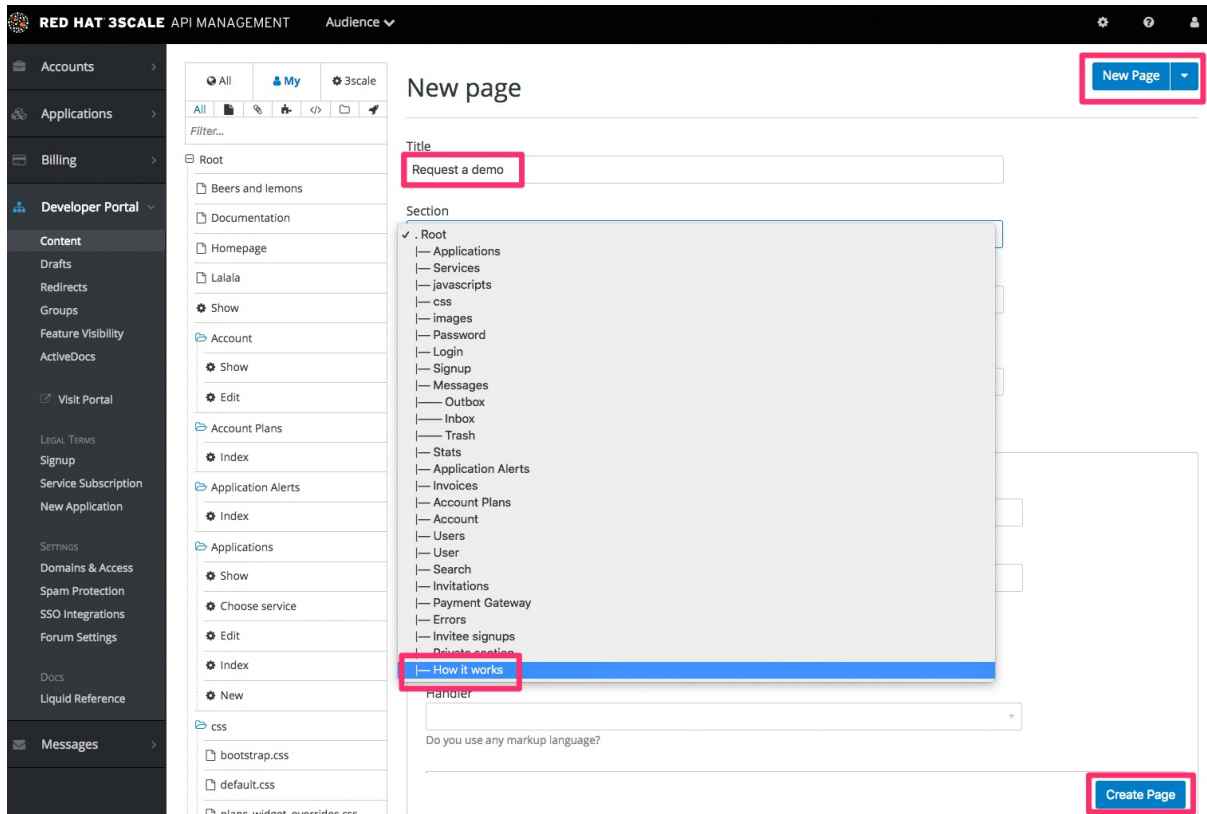 RED HAT 3SCALE API MANAGEMENT
Audience
Accounts
Applications
Billing
Developer Portal
Content
Drafts
Redirects
Groups
Feature Visibility
ActiveDocs
Visit Portal
LEGAL TERMS
Signup
Service Subscription
New Application
SETTINGS
Domains & Access
Spam Protection
SSO Integrations
Forum Settings
DOCS
Liquid Reference
Messages
All
My
3scale
All
Filter...
Root
Beers and lemons
Documentation
Homepage
Lalala
Show
Account
Show
Edit
Account Plans
Index
Application Alerts
Index
Applications
Show
Choose service
Edit
Index
New
css
bootstrap.css
default.css
plans_widget_overrides.css
New page
New Page
Title
Request a demo
Section
✓ . Root
|— Applications
|— Services
|— javascripts
|— css
|— images
|— Password
|— Login
|— Signup
|— Messages
|—— Outbox
|—— Inbox
|—— Trash
|— Stats
|— Application Alerts
|— Invoices
|— Account Plans
|— Account
|— Users
|— User
|— Search
|— Invitations
|— Payment Gateway
|— Errors
|— Invitee signups
|— Private section
|— How it works
Handler
Do you use any markup language?
Create Page